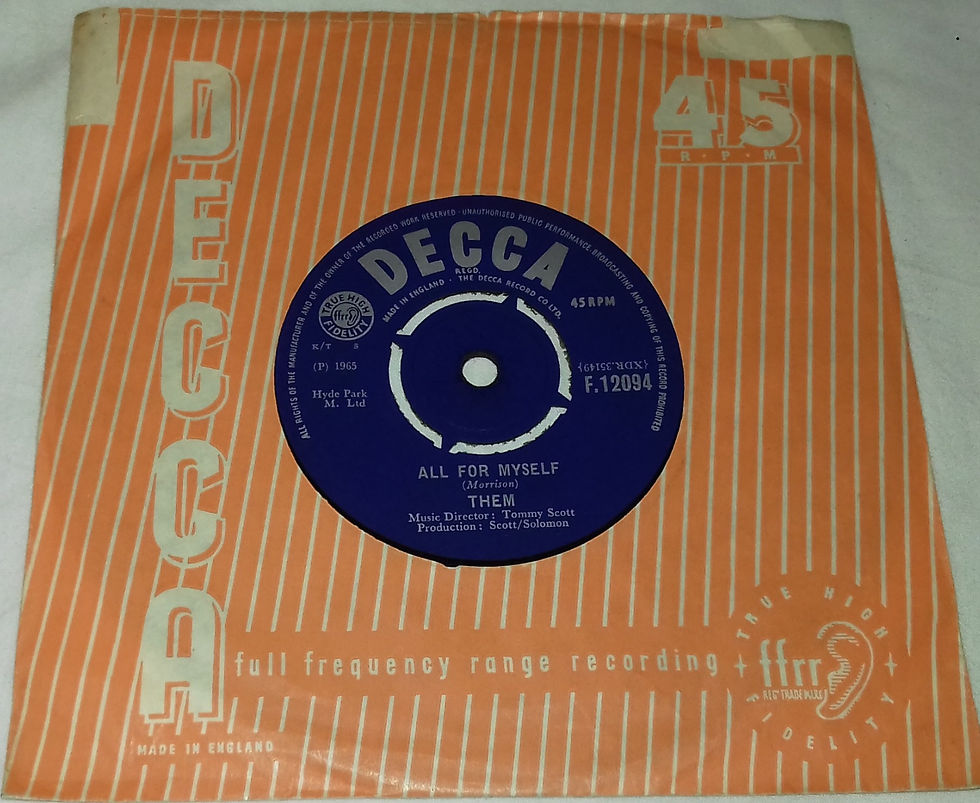 DECCA
45
R·P·M
ALL RIGHTS OF THE MANUFACTURER AND OF THE OWNER OF THE RECORDED WORK RESERVED · UNAUTHORISED PUBLIC PERFORMANCE, BROADCASTING AND COPYING OF THIS RECORD PROHIBITED
DECCA
REGD.
MADE IN ENGLAND · THE DECCA RECORD CO LTD.
TRUE HIGH
ffrr
FIDELITY
45 RPM
K/T 5
(P) 1965
(XDR.35149)
Hyde Park
M. Ltd
F.12094
ALL FOR MYSELF
(Morrison)
THEM
Music Director: Tommy Scott
Production: Scott/Solomon
full frequency range recording
TRUE HIGH
ffrr
REG^D TRADE MARK
FIDELITY
MADE IN ENGLAND